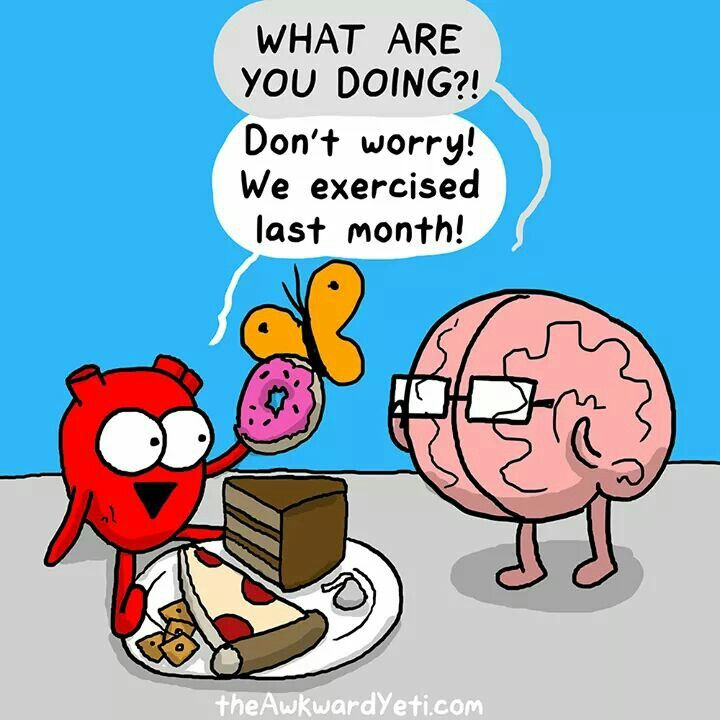 WHAT ARE
YOU DOING?!
Don't worry!
We exercised
last month!
theAwkwardYeti.com